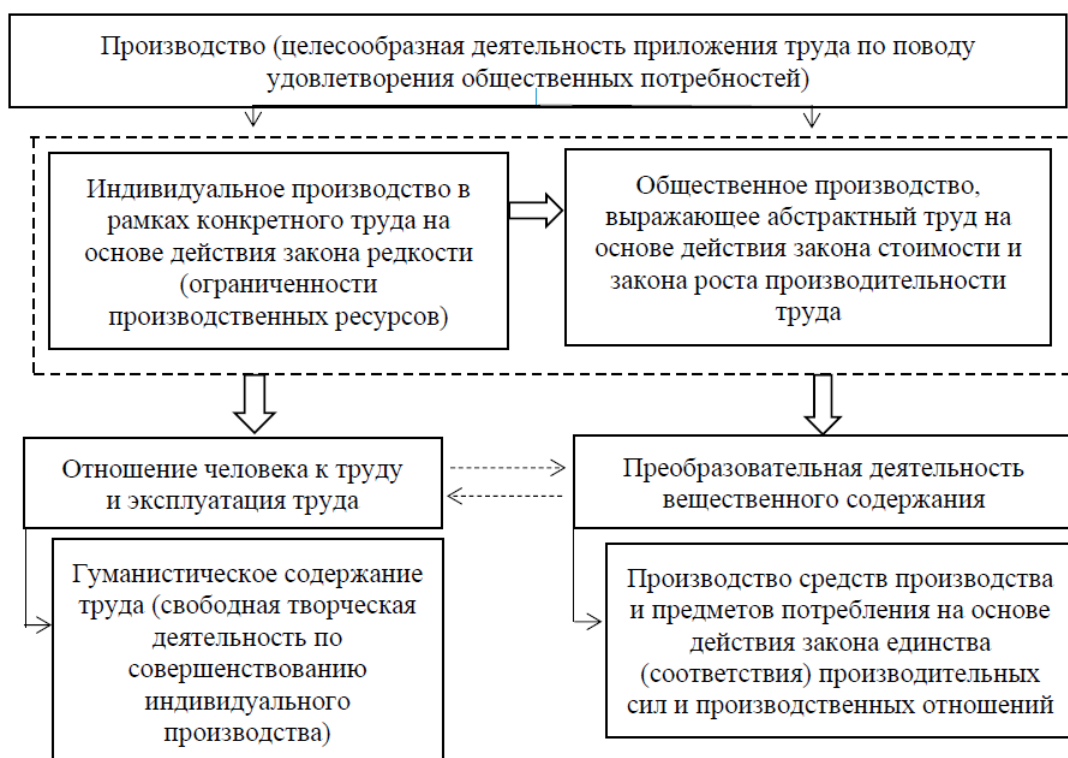 Производство (целесообразная деятельность приложения труда по поводу
удовлетворения общественных потребностей)
Индивидуальное производство в
рамках конкретного труда на
основе действия закона редкости
(ограниченности
производственных ресурсов)
Общественное производство,
выражающее абстрактный труд на
основе действия закона стоимости и
закона роста производительности
труда
Отношение человека к труду
и эксплуатация труда
Преобразовательная деятельность
вещественного содержания
Гуманистическое содержание
труда (свободная творческая
деятельность по
совершенствованию
индивидуального
производства)
Производство средств производства
и предметов потребления на основе
действия закона единства
(соответствия) производительных
сил и производственных отношений